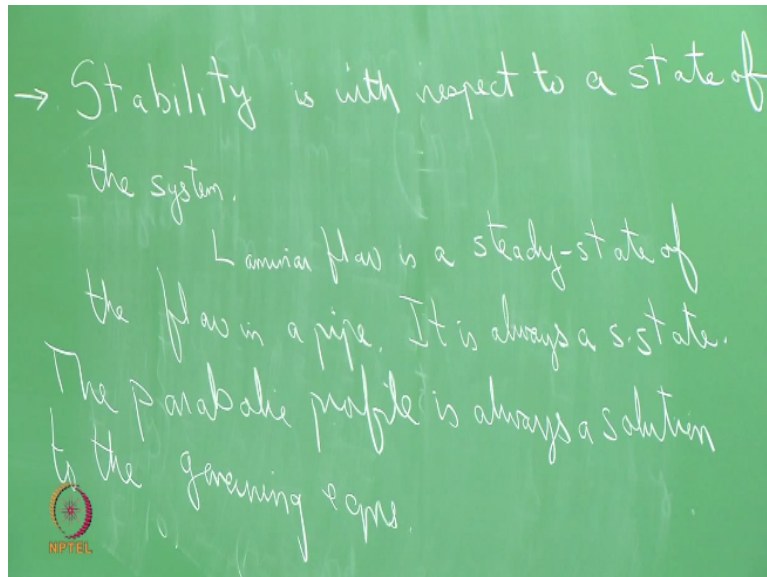 → Stability is with respect to a state of
the system.
Laminar flow is a steady-state of
the flow in a pipe. It is always a s.state.
The parabolic profile is always a solution
to the governing eqns.
NPTEL